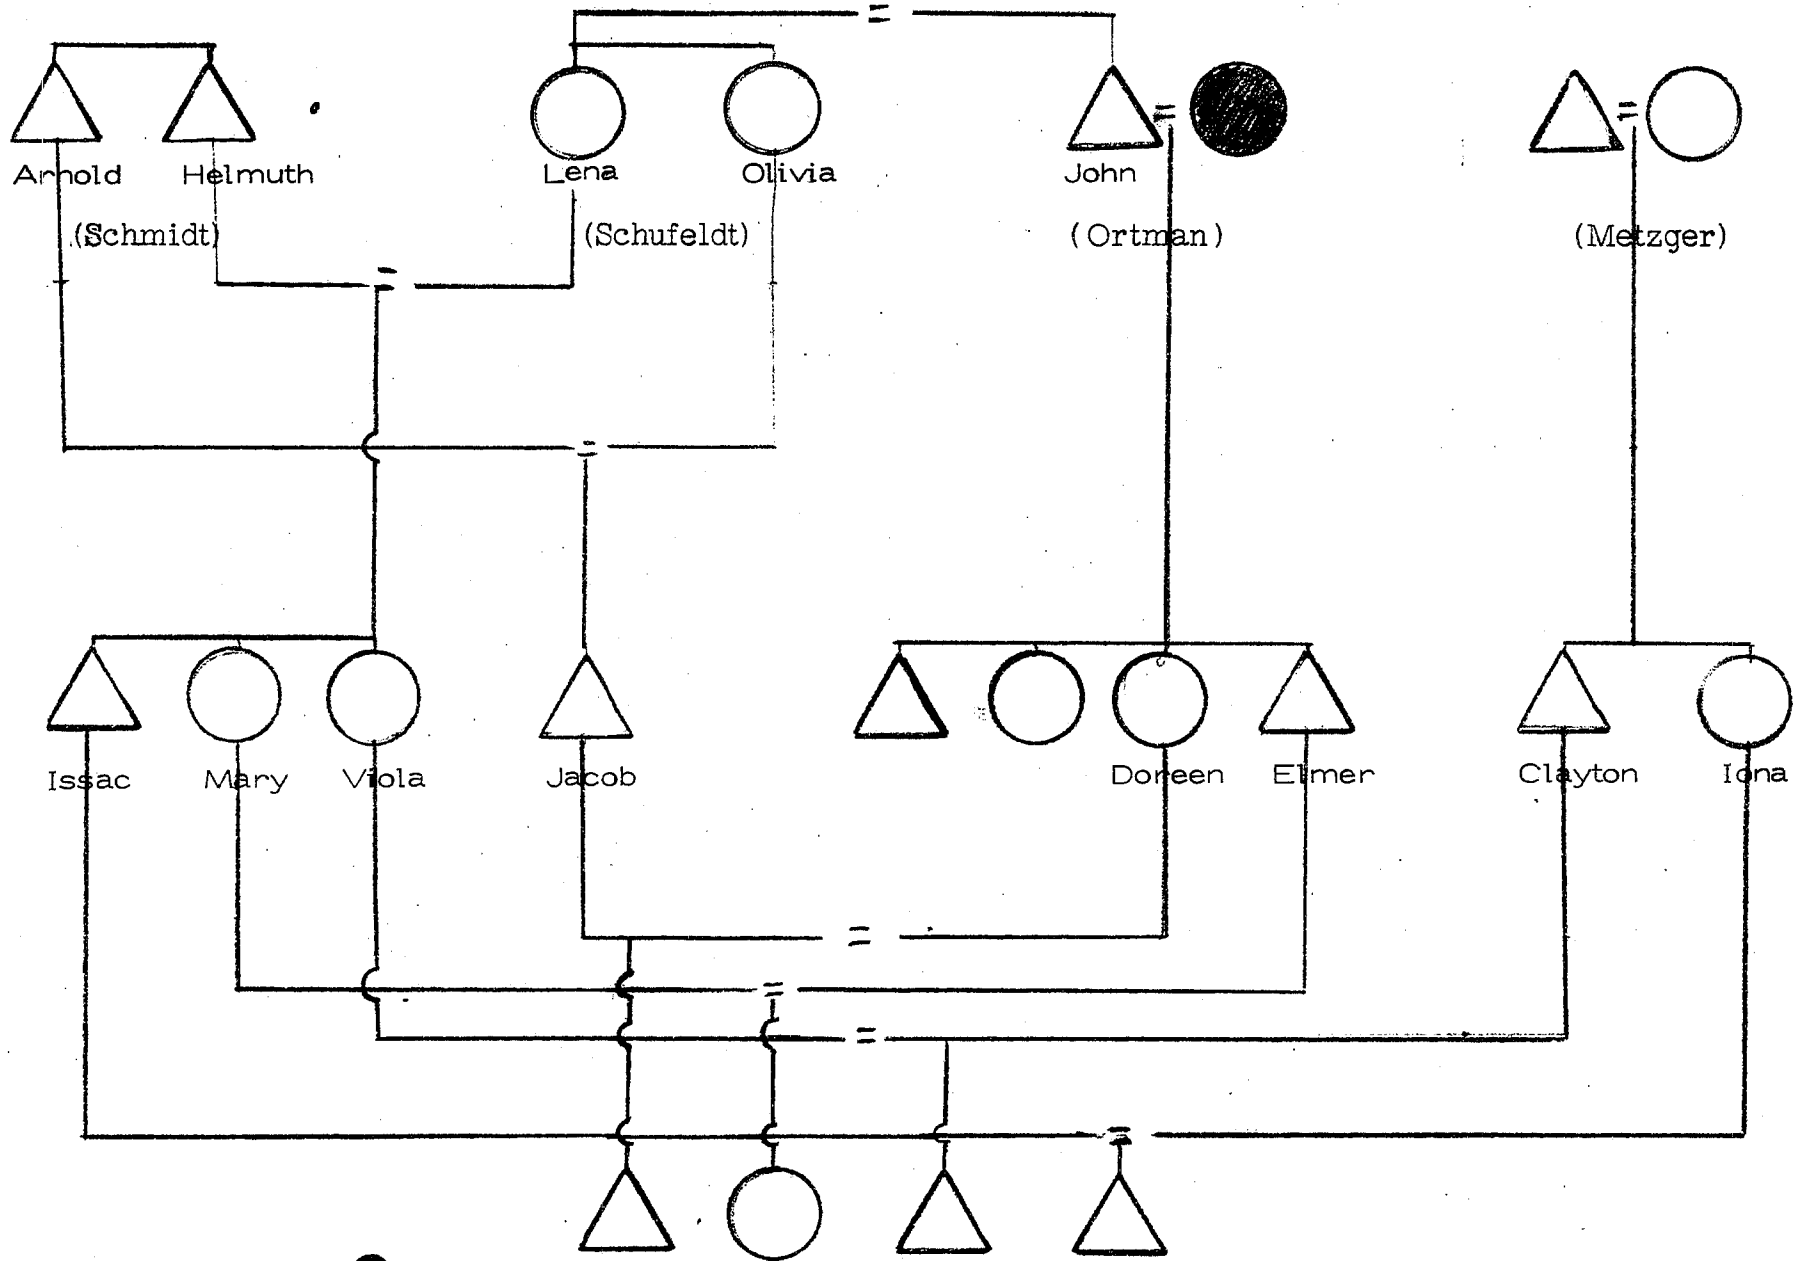 Arnold Helmuth Lena Olivia John
(Schmidt) (Schufeldt) (Ortman) (Metzger)
Issac Mary Viola Jacob Doreen Elmer Clayton Iona